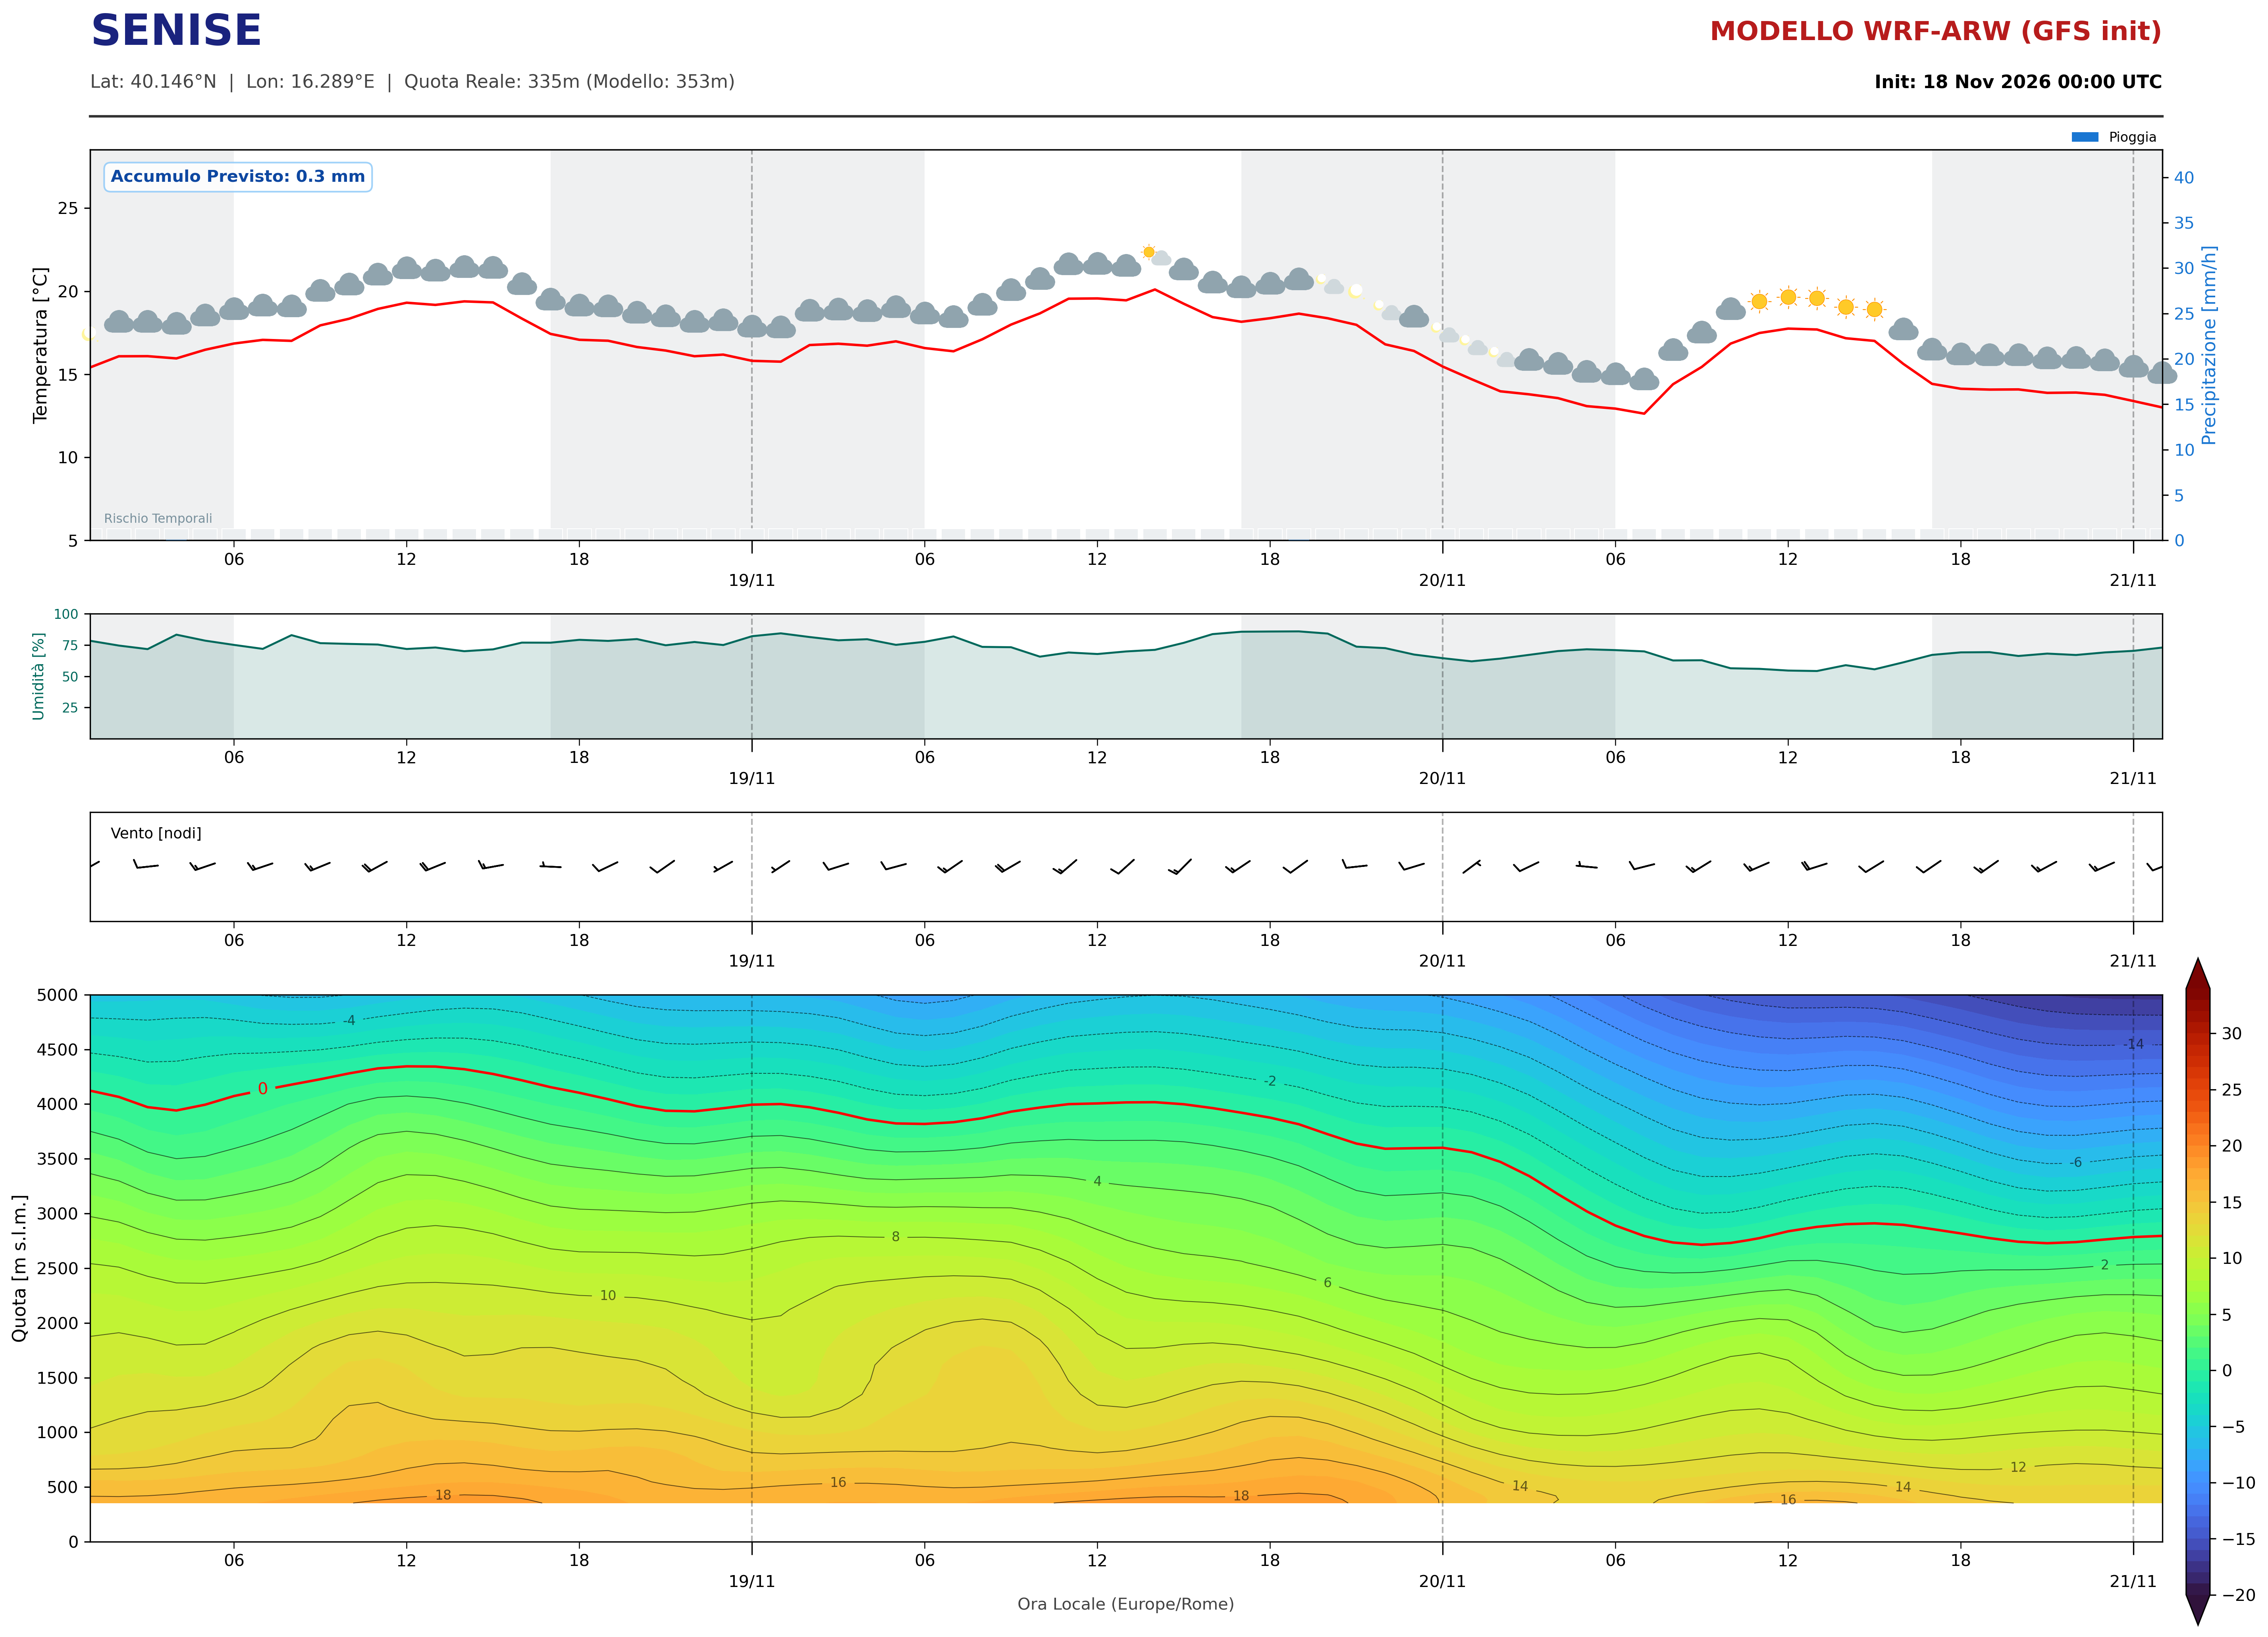 SENISE
MODELLO WRF-ARW (GFS init)
Lat: 40.146°N | Lon: 16.289°E | Quota Reale: 335m (Modello: 353m)
Init: 18 Nov 2026 00:00 UTC
Pioggia
Accumulo Previsto: 0.3 mm
Temperatura [°C]
25
20
15
10
5
Rischio Temporali
40
35
30
25
20
15
10
5
0
Precipitazione [mm/h]
06 12 18 06 12 18 06 12 18
19/11 20/11 21/11
Umidità [%]
100
75
50
25
06 12 18 06 12 18 06 12 18
19/11 20/11 21/11
Vento [nodi]
06 12 18 06 12 18 06 12 18
19/11 20/11 21/11
Quota [m s.l.m.]
5000
4500
4000
3500
3000
2500
2000
1500
1000
500
0
-4
-14
0
-2
-6
4
8
2
6
10
12
16
14
14
18
18
16
06 12 18 06 12 18 06 12 18
19/11 20/11 21/11
Ora Locale (Europe/Rome)
30
25
20
15
10
5
0
−5
−10
−15
−20